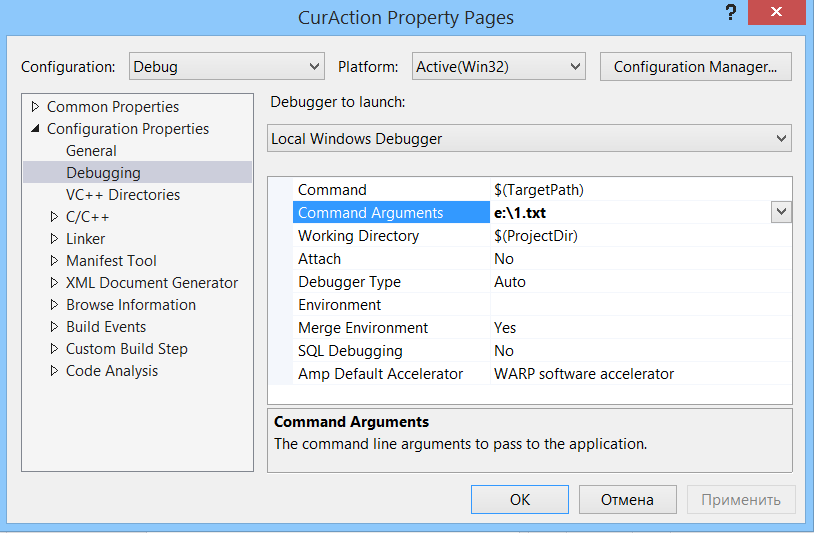 CurAction Property Pages
?
Configuration: Debug Platform: Active(Win32) Configuration Manager...
Common Properties
Configuration Properties
General
Debugging
VC++ Directories
C/C++
Linker
Manifest Tool
XML Document Generator
Browse Information
Build Events
Custom Build Step
Code Analysis
Debugger to launch:
Local Windows Debugger
Command $(TargetPath)
Command Arguments e:\1.txt
Working Directory $(ProjectDir)
Attach No
Debugger Type Auto
Environment
Merge Environment Yes
SQL Debugging No
Amp Default Accelerator WARP software accelerator
Command Arguments
The command line arguments to pass to the application.
OK Отмена Применить